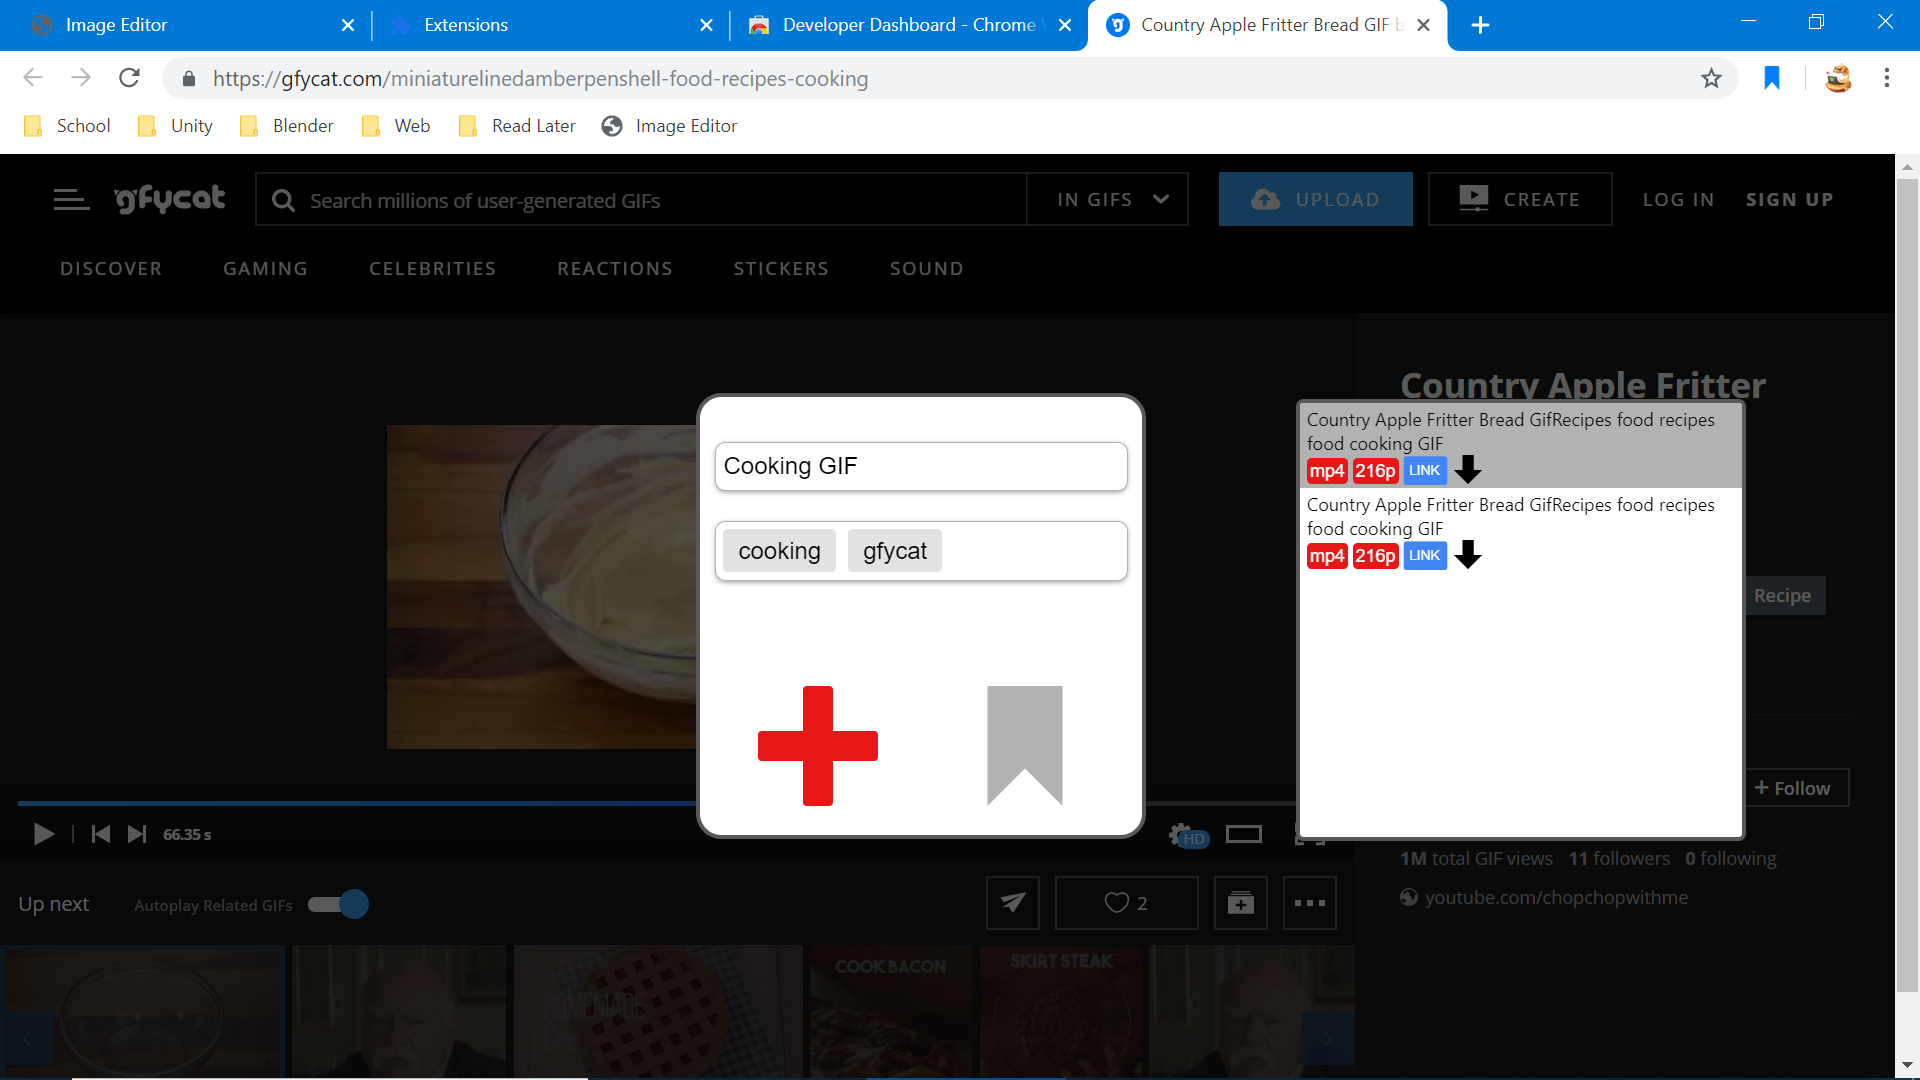 Image Editor
Extensions
Developer Dashboard - Chrome
Country Apple Fritter Bread GIF
https://gfycat.com/miniaturelinedamberpenshell-food-recipes-cooking
School
Unity
Blender
Web
Read Later
Image Editor
gfycat
Search millions of user-generated GIFs
IN GIFS
UPLOAD
CREATE
LOG IN
SIGN UP
DISCOVER
GAMING
CELEBRITIES
REACTIONS
STICKERS
SOUND
Country Apple Fritter
Cooking GIF
cooking
gfycat
Country Apple Fritter Bread GifRecipes food recipes
food cooking GIF
mp4 216p LINK
Country Apple Fritter Bread GifRecipes food recipes
food cooking GIF
mp4 216p LINK
Recipe
+ Follow
66.35 s
HD
1M total GIF views 11 followers 0 following
youtube.com/chopchopwithme
Up next
Autoplay Related GIFs
2
HOMEMADE
COOK BACON
SKIRT STEAK